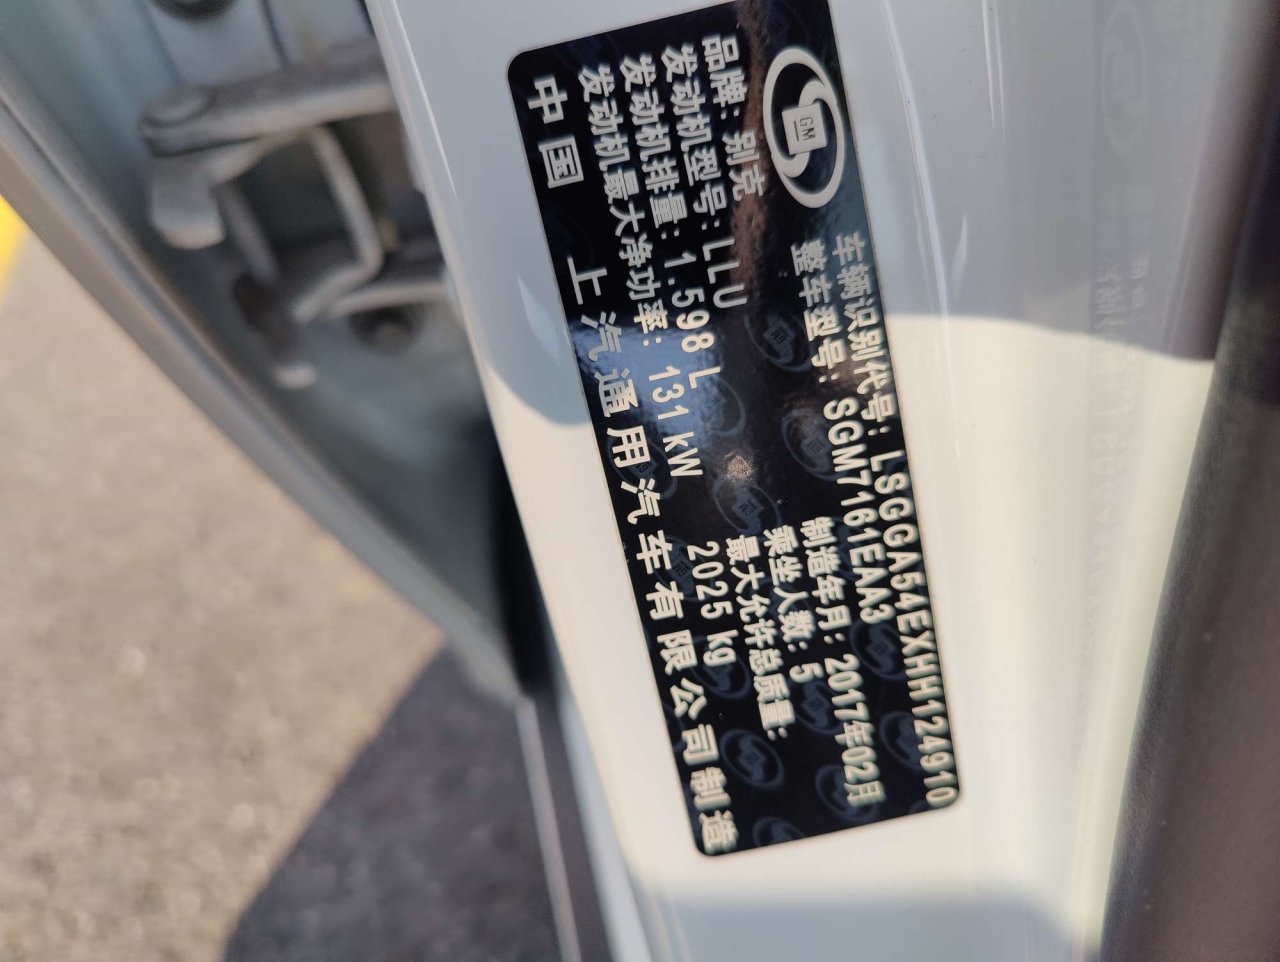 GM
车辆识别代号: LSGGA54EXHH124910
整车型号: SGM7161EAA3
品牌: 别克
制造年月: 2017年02月
发动机型号: LLU
乘坐人数: 5
发动机排量: 1.598 L
最大允许总质量:
发动机最大净功率: 131 kW
2025 kg
中国 上汽通用汽车有限公司制造